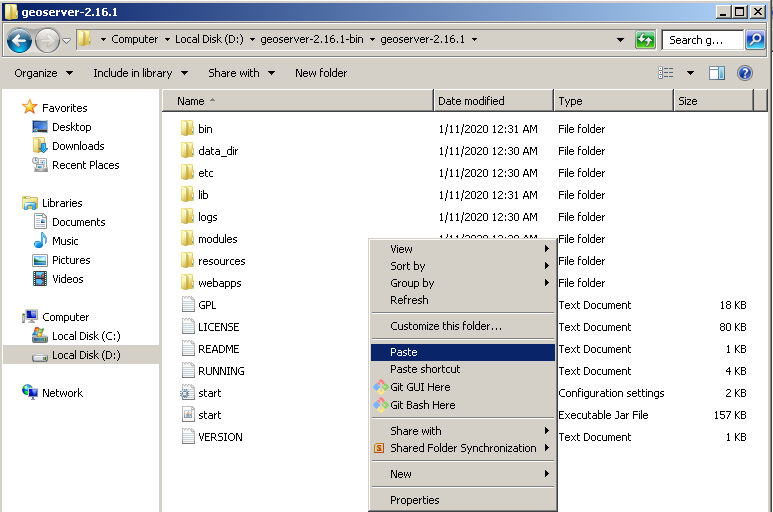 geoserver-2.16.1
Computer Local Disk (D:) geoserver-2.16.1-bin geoserver-2.16.1 Search g...
Organize Include in library Share with New folder
Favorites
Desktop
Downloads
Recent Places
Libraries
Documents
Music
Pictures
Videos
Computer
Local Disk (C:)
Local Disk (D:)
Network
Name Date modified Type Size
bin 1/11/2020 12:31 AM File folder
data_dir 1/11/2020 12:30 AM File folder
etc 1/11/2020 12:30 AM File folder
lib 1/11/2020 12:31 AM File folder
logs 1/11/2020 12:30 AM File folder
modules File folder
resources File folder
webapps File folder
GPL Text Document 18 KB
LICENSE Text Document 80 KB
README Text Document 1 KB
RUNNING Text Document 4 KB
start Configuration settings 2 KB
start Executable Jar File 157 KB
VERSION Text Document 1 KB
View
Sort by
Group by
Refresh
Customize this folder...
Paste
Paste shortcut
Git GUI Here
Git Bash Here
Share with
Shared Folder Synchronization
New
Properties